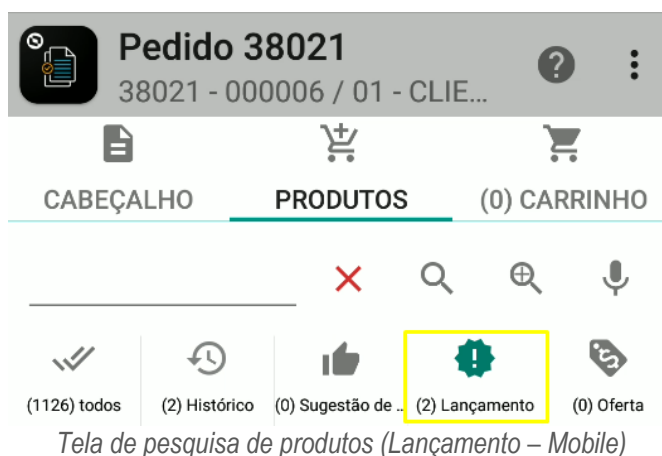 Pedido 38021
38021 - 000006 / 01 - CLIE...
CABEÇALHO PRODUTOS (0) CARRINHO
(1126) todos (2) Histórico (0) Sugestão de .. (2) Lançamento (0) Oferta
Tela de pesquisa de produtos (Lançamento – Mobile)